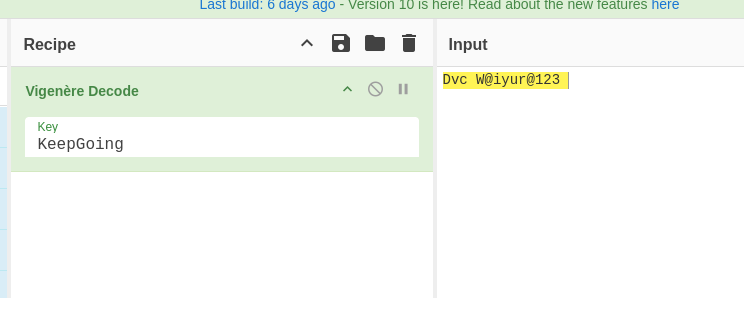 Last build: 6 days ago - Version 10 is here! Read about the new features here
Recipe
Input
Vigenère Decode
Key
KeepGoing
Dvc W@iyur@123